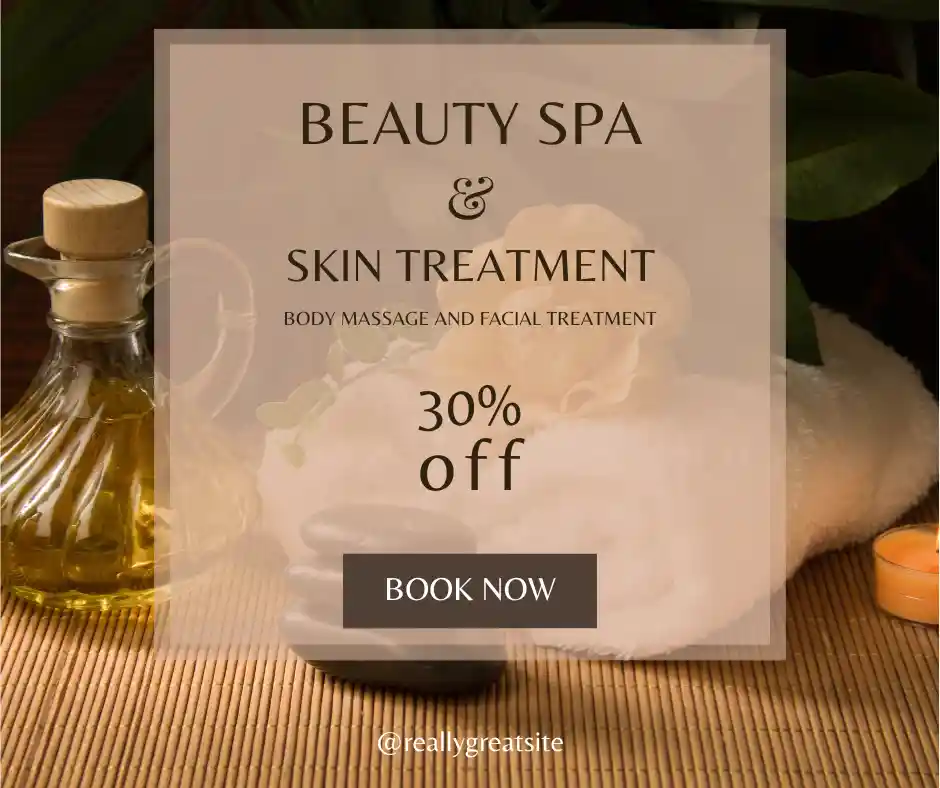 BEAUTY SPA
&
SKIN TREATMENT
BODY MASSAGE AND FACIAL TREATMENT
30%
off
BOOK NOW
@reallygreatsite